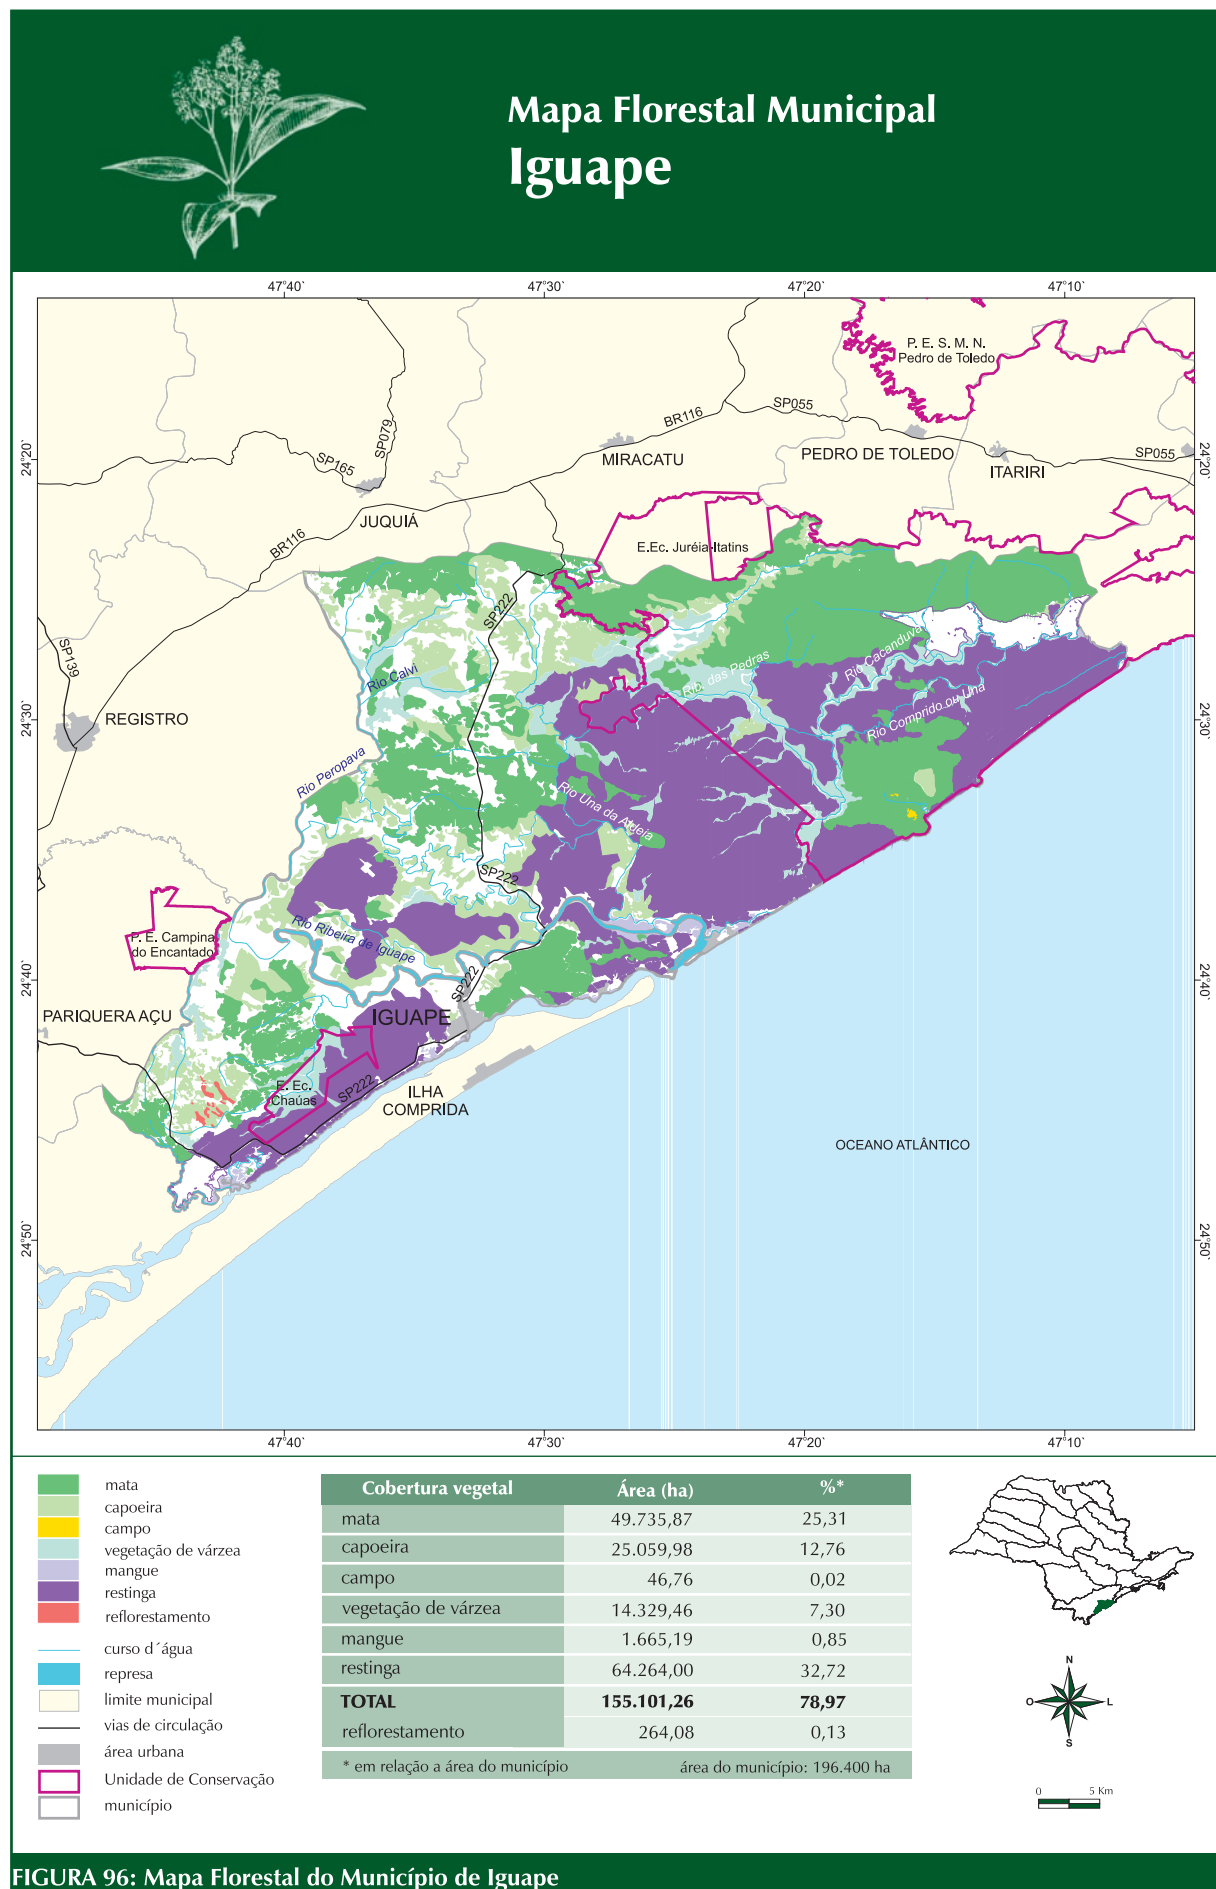 Mapa Florestal Municipal
Iguape
47°40` 47°30` 47°20` 47°10`
P. E. S. M. N.
Pedro de Toledo
SP079
BR116
SP055
24°20`
SP165
MIRACATU
PEDRO DE TOLEDO
SP055
24°20`
ITARIRI
JUQUIÁ
BR116
E.Ec. Juréia-Itatins
SP222
SP139
Rio Cacanduva
Rio das Pedras
Rio Calvi
Rio Comprido ou Una
24°30`
REGISTRO
24°30`
Rio Peropava
Rio Una da Aldeia
SP222
P. E. Campina
do Encantado
Rio Ribeira de Iguape
24°40`
SP222
24°40`
PARIQUERA AÇU
IGUAPE
E. Ec.
Chaúas
SP222
ILHA
COMPRIDA
OCEANO ATLÂNTICO
24°50`
24°50`
47°40` 47°30` 47°20` 47°10`
mata
capoeira
campo
vegetação de várzea
mangue
restinga
reflorestamento
curso d´água
represa
limite municipal
vias de circulação
área urbana
Unidade de Conservação
município
Cobertura vegetal Área (ha) %*
mata 49.735,87 25,31
capoeira 25.059,98 12,76
campo 46,76 0,02
vegetação de várzea 14.329,46 7,30
mangue 1.665,19 0,85
restinga 64.264,00 32,72
TOTAL 155.101,26 78,97
reflorestamento 264,08 0,13
* em relação a área do município área do município: 196.400 ha
N
O L
S
0 5 Km
FIGURA 96: Mapa Florestal do Município de Iguape